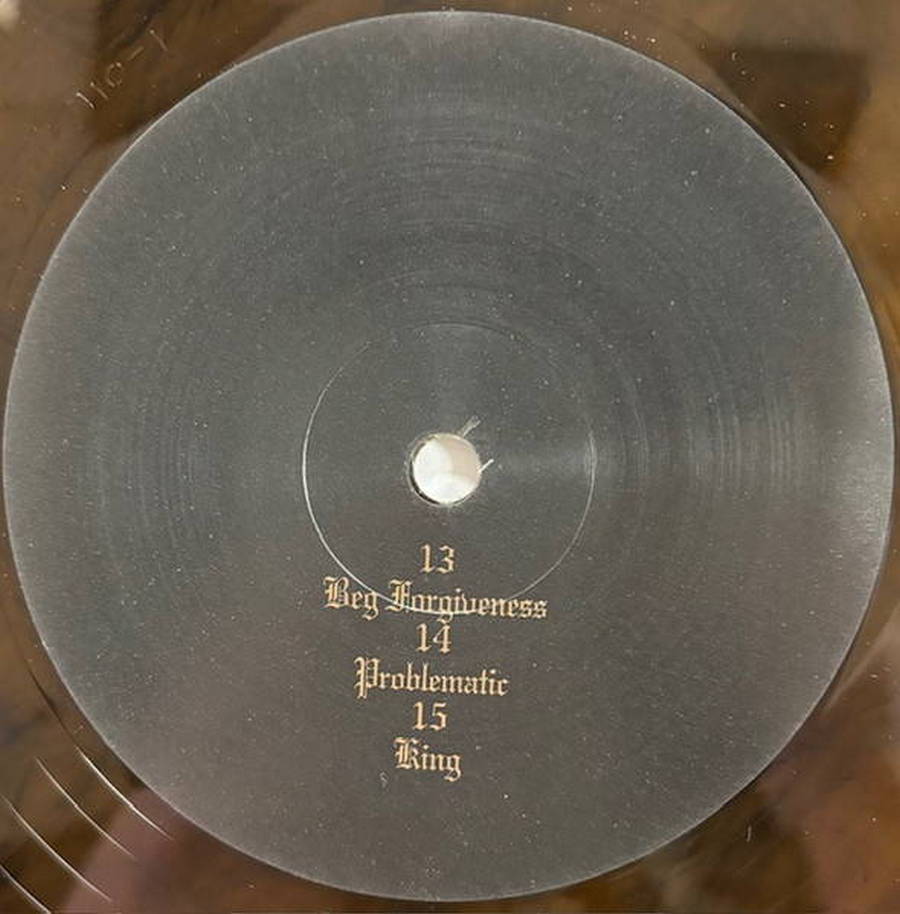 13
Beg Forgiveness
14
Problematic
15
King